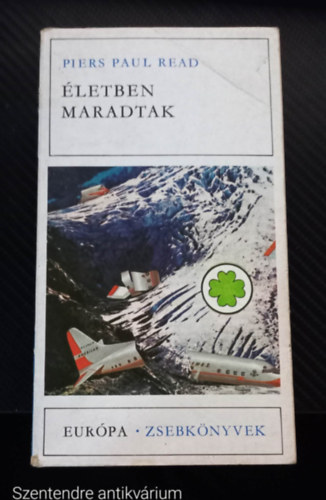 PIERS PAUL READ
ÉLETBEN
MARADTAK
EURÓPA · ZSEBKÖNYVEK
Szentendre antikvárium